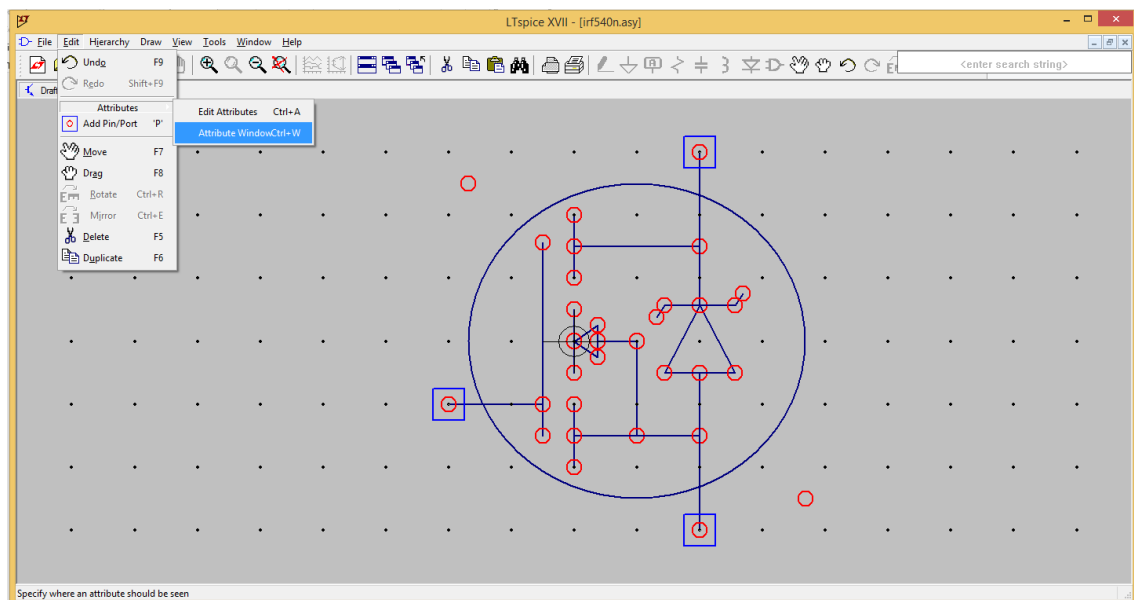 LTspice XVII - [irf540n.asy]
File Edit Hierarchy Draw View Tools Window Help
<enter search string>
Draft
Undo F9
Redo Shift+F9
Attributes
Add Pin/Port 'P'
Move F7
Drag F8
Rotate Ctrl+R
Mirror Ctrl+E
Delete F5
Duplicate F6
Edit Attributes Ctrl+A
Attribute Window Ctrl+W
Specify where an attribute should be seen